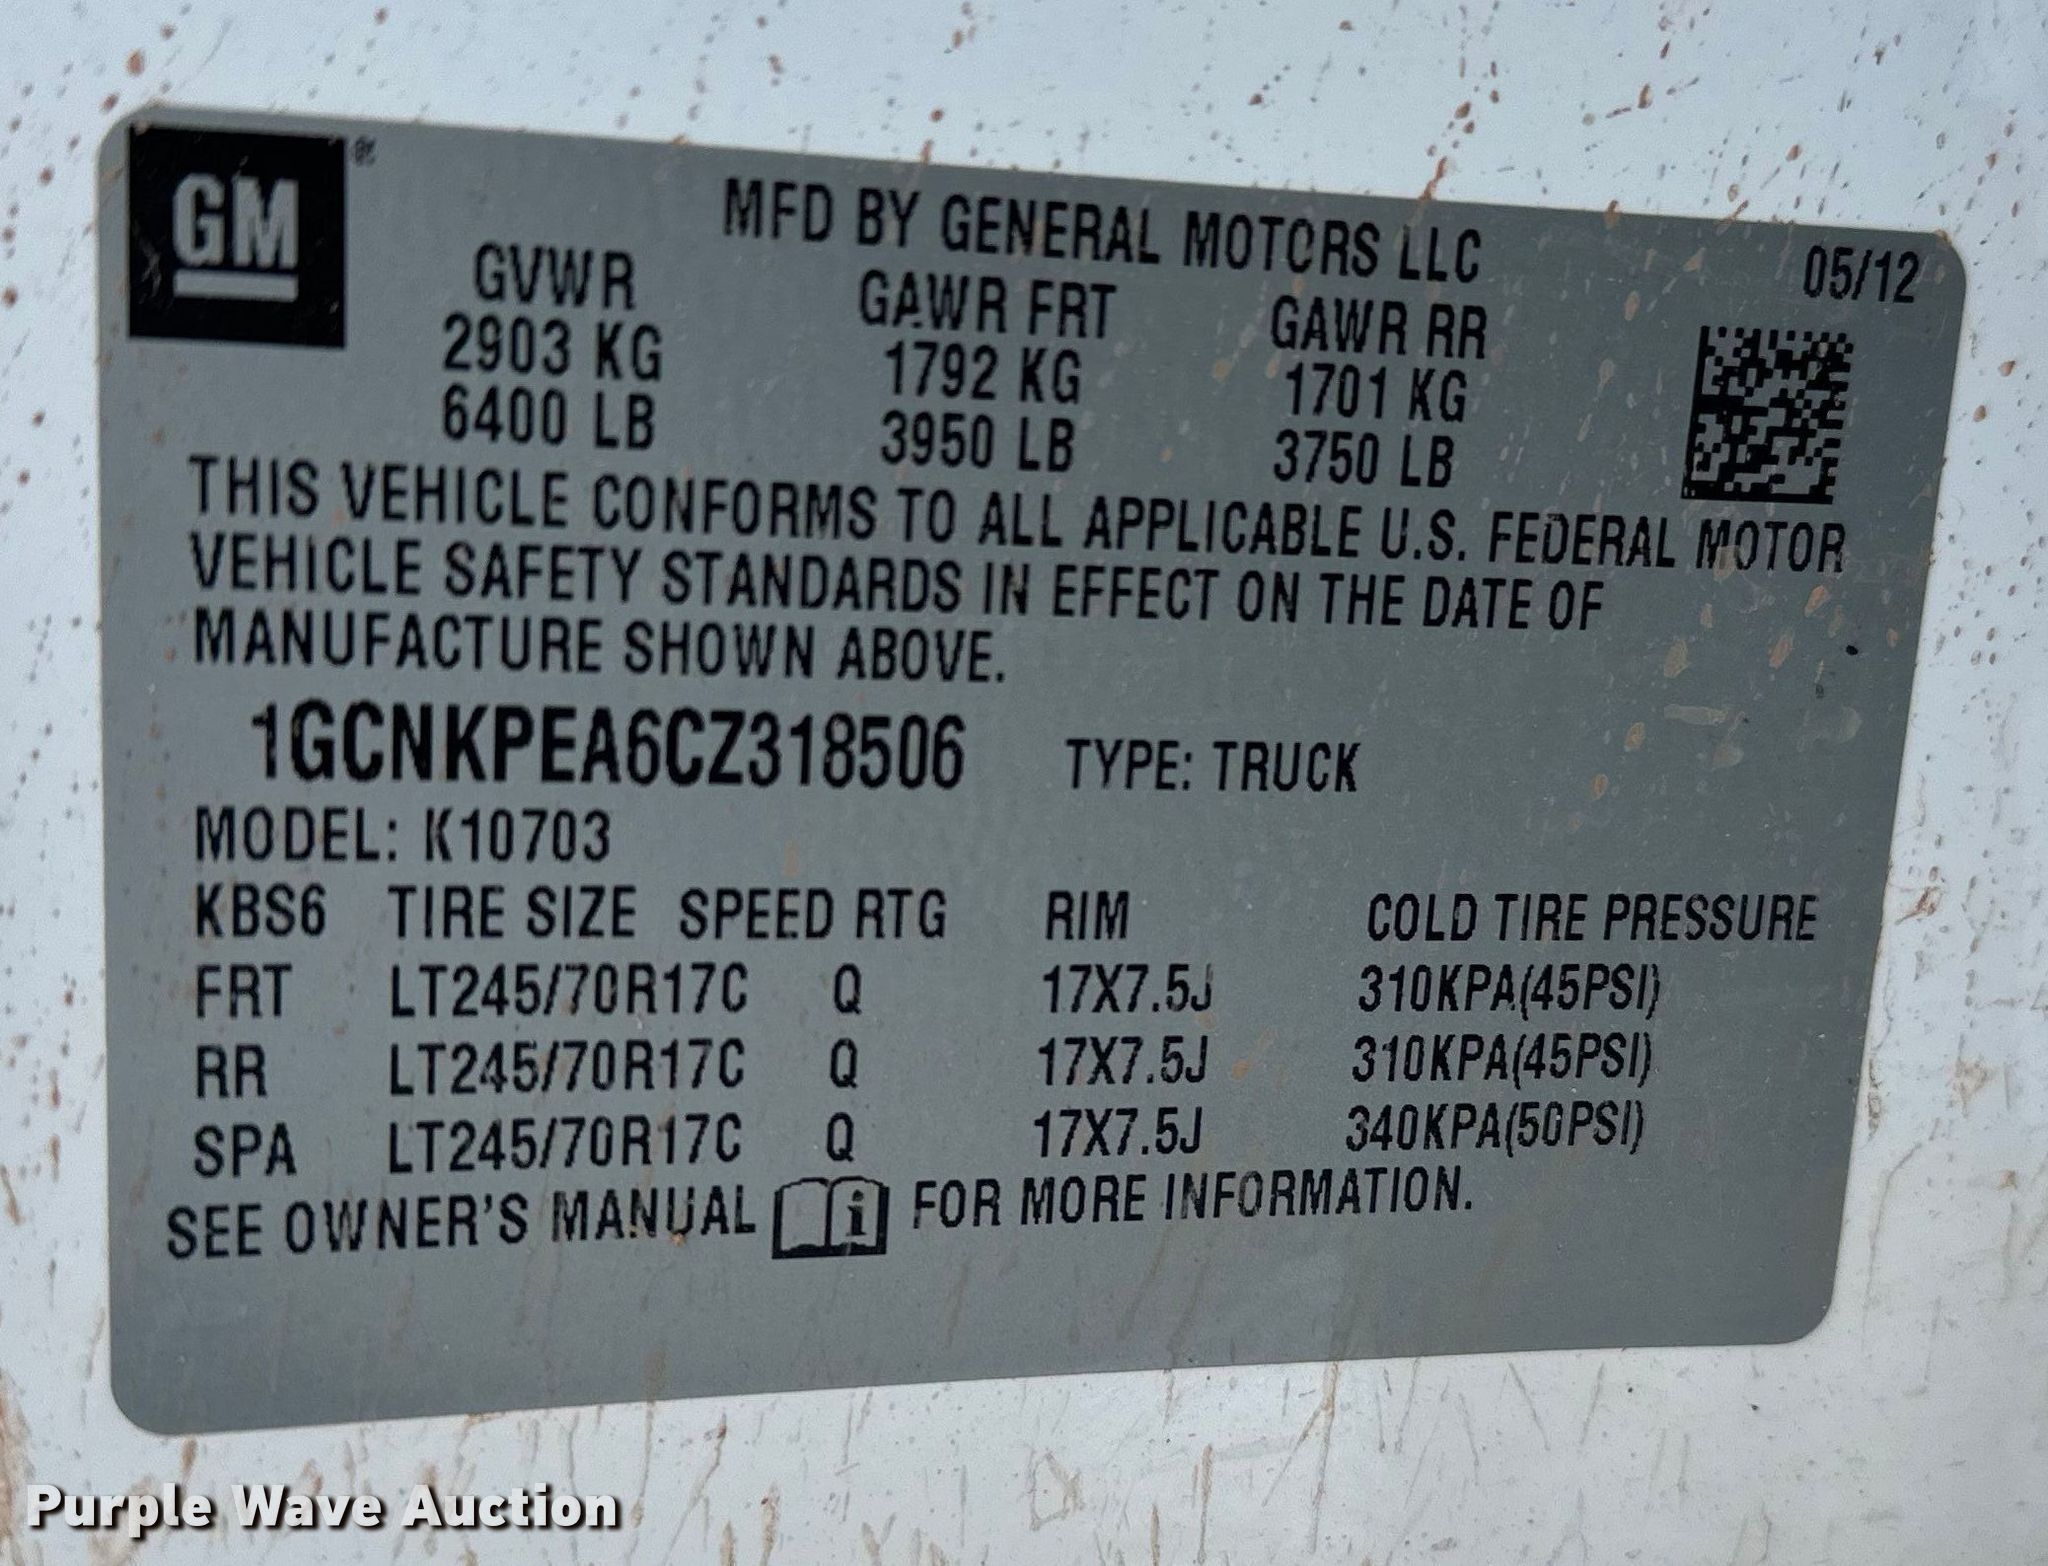 GM
MFD BY GENERAL MOTORS LLC 05/12
GVWR GAWR FRT GAWR RR
2903 KG 1792 KG 1701 KG
6400 LB 3950 LB 3750 LB
THIS VEHICLE CONFORMS TO ALL APPLICABLE U.S. FEDERAL MOTOR
VEHICLE SAFETY STANDARDS IN EFFECT ON THE DATE OF
MANUFACTURE SHOWN ABOVE.
1GCNKPEA6CZ318506 TYPE: TRUCK
MODEL: K10703
KBS6 TIRE SIZE SPEED RTG RIM COLD TIRE PRESSURE
FRT LT245/70R17C Q 17X7.5J 310KPA(45PSI)
RR LT245/70R17C Q 17X7.5J 310KPA(45PSI)
SPA LT245/70R17C Q 17X7.5J 340KPA(50PSI)
SEE OWNER'S MANUAL i FOR MORE INFORMATION.
Purple Wave Auction